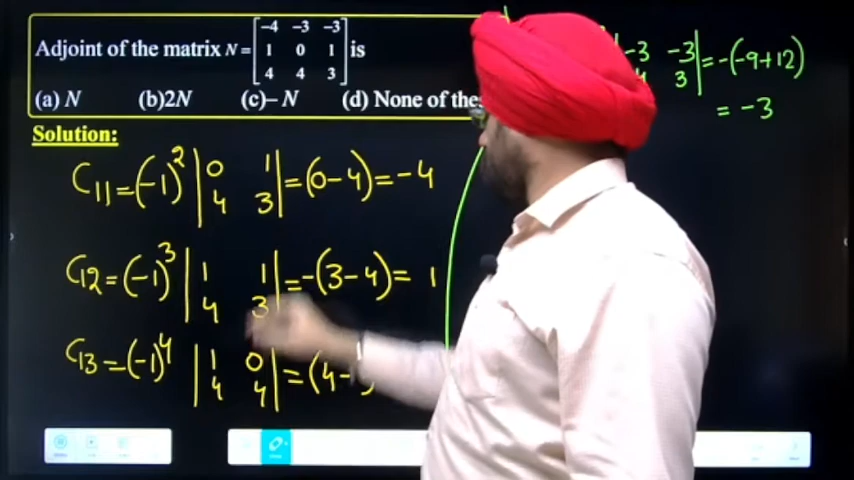 Adjoint of the matrix N = [ -4 -3 -3
1 0 1
4 4 3 ] is
(a) N (b)2N (c)– N (d) None of the
Solution:
C11=(-1)^2 |0 1
4 3| =(0-4)=-4
C12=(-1)^3 |1 1
4 3| =-(3-4)= 1
C13=(-1)^4 |1 0
4 4| =(4-
-3 -3
3| =-(-9+12)
= -3